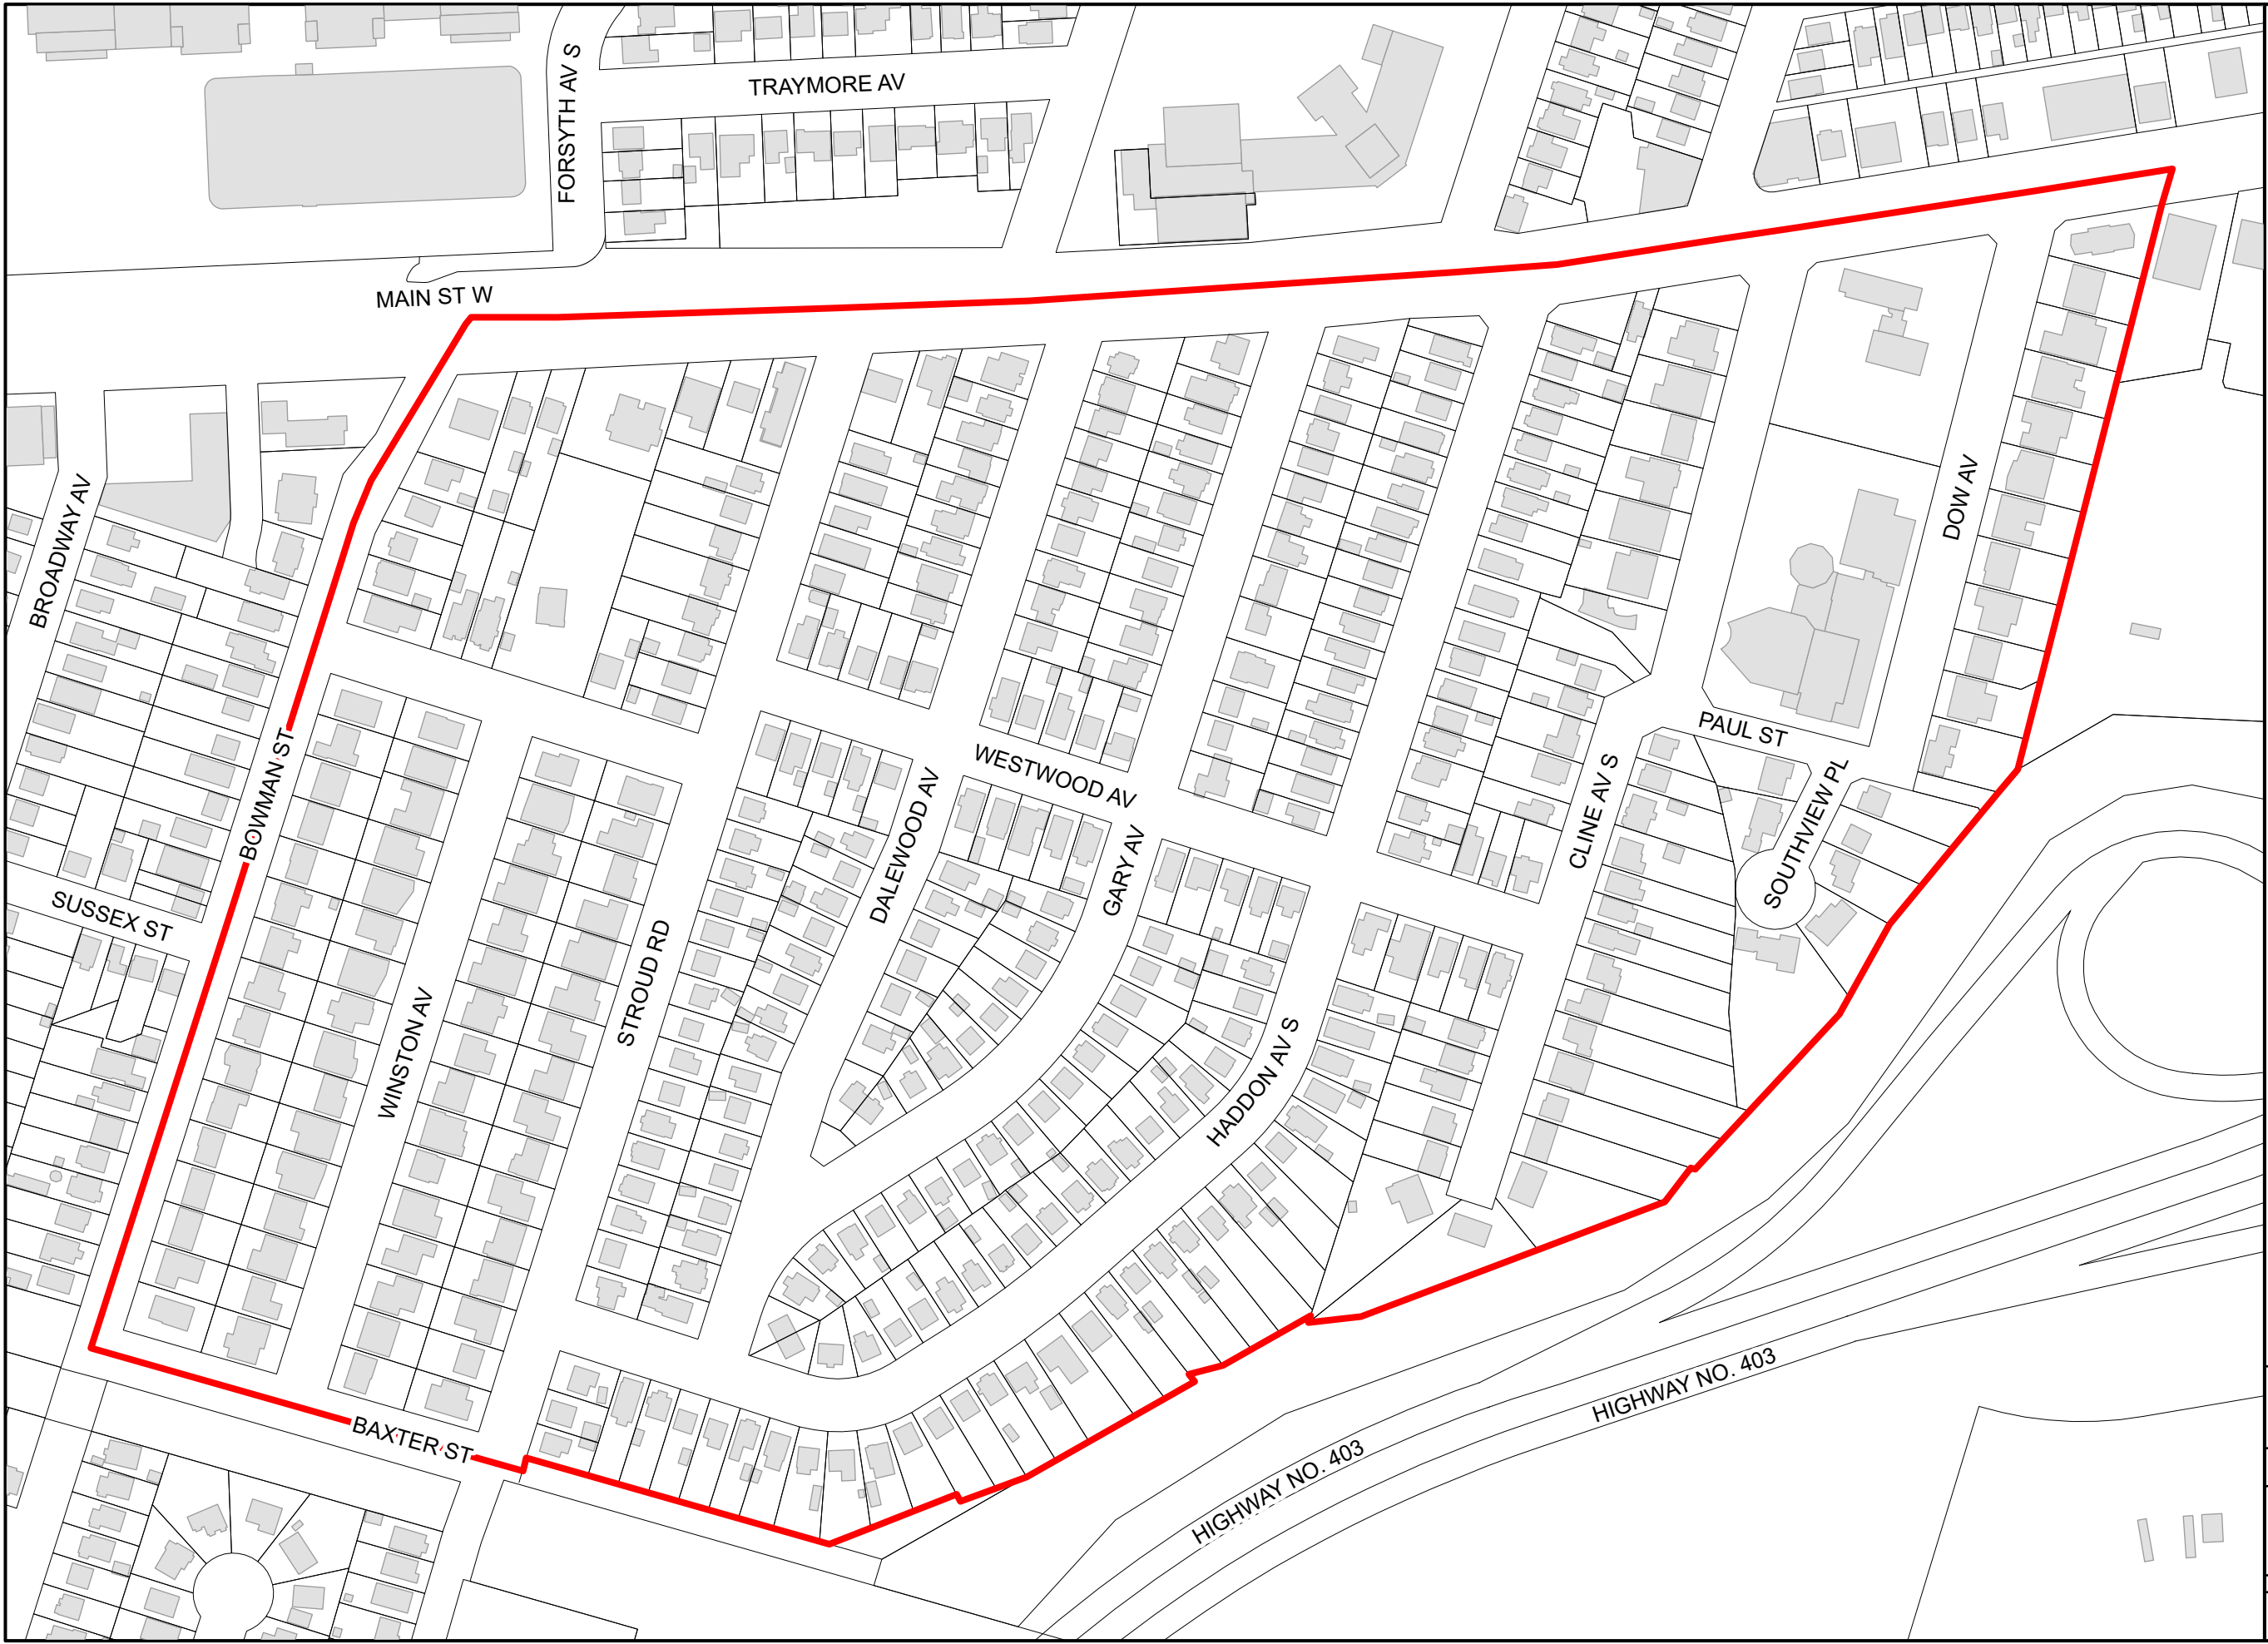 FORSYTH AV S
TRAYMORE AV
MAIN ST W
BROADWAY AV
DOW AV
BOWMAN ST
WESTWOOD AV
PAUL ST
DALEWOOD AV
GARY AV
CLINE AV S
SOUTHVIEW PL
SUSSEX ST
STROUD RD
WINSTON AV
HADDON AV S
BAXTER ST
HIGHWAY NO. 403
HIGHWAY NO. 403